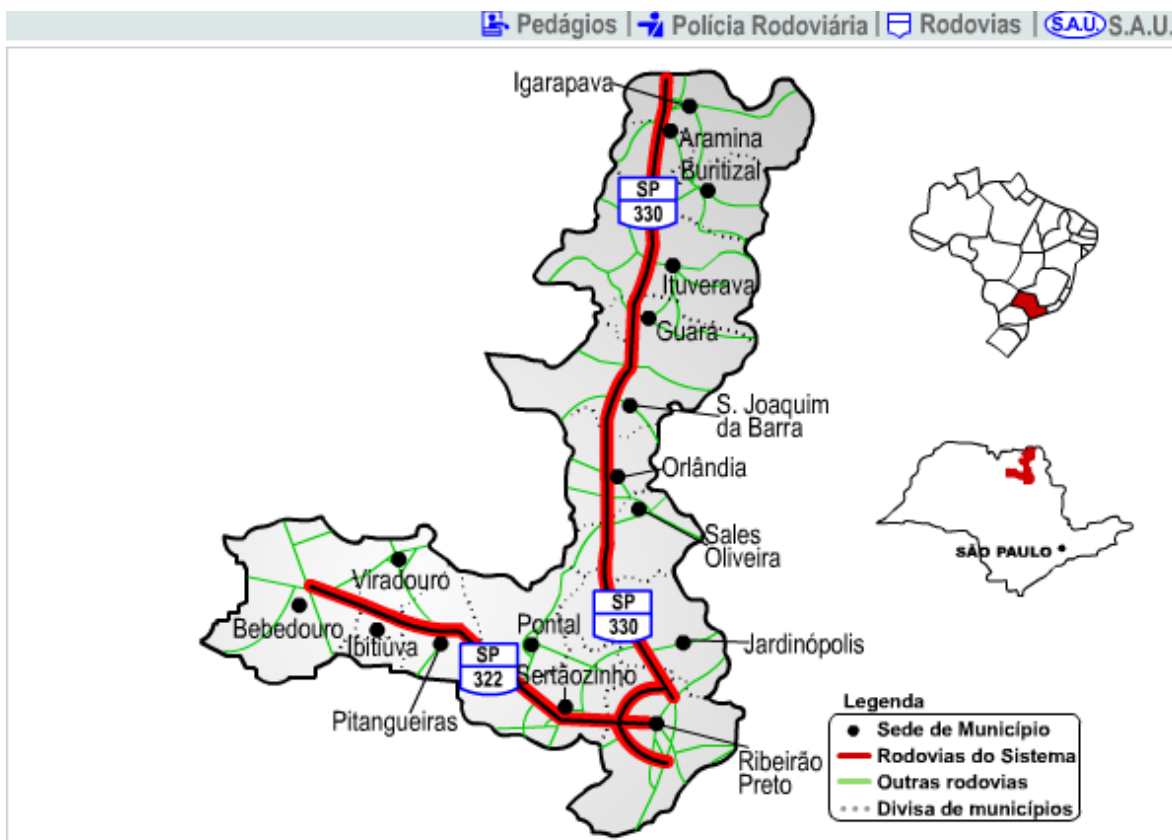 Pedágios | Polícia Rodoviária | Rodovias | S.A.U. S.A.U.
Igarapava
Aramina
Buritizal
SP
330
Ituverava
Guará
S. Joaquim
da Barra
Orlândia
Sales
Oliveira
SÃO PAULO
Viradouro
Bebedouro
Ibitiúva
Pitangueiras
SP
322
Pontal
Sertãozinho
SP
330
Jardinópolis
Ribeirão
Preto
Legenda
Sede de Município
Rodovias do Sistema
Outras rodovias
Divisa de municípios